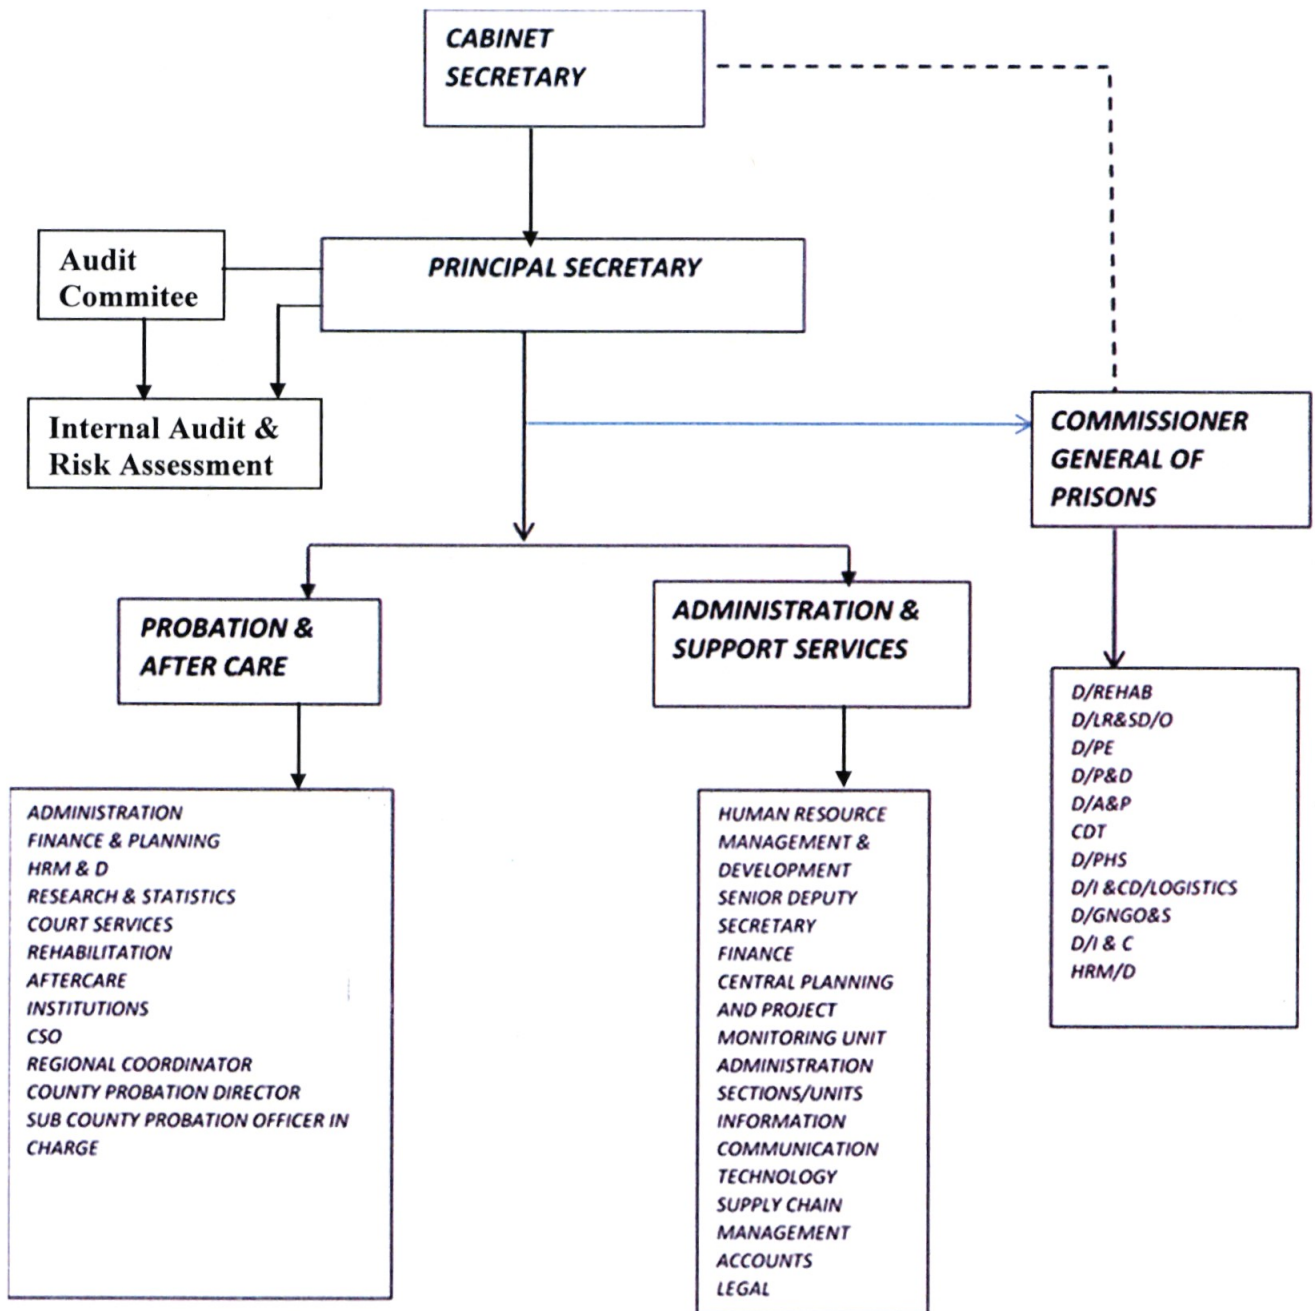 CABINET
SECRETARY
PRINCIPAL SECRETARY
Audit
Commitee
Internal Audit &
Risk Assessment
COMMISSIONER
GENERAL OF
PRISONS
PROBATION &
AFTER CARE
ADMINISTRATION &
SUPPORT SERVICES
ADMINISTRATION
FINANCE & PLANNING
HRM & D
RESEARCH & STATISTICS
COURT SERVICES
REHABILITATION
AFTERCARE
INSTITUTIONS
CSO
REGIONAL COORDINATOR
COUNTY PROBATION DIRECTOR
SUB COUNTY PROBATION OFFICER IN
CHARGE
HUMAN RESOURCE
MANAGEMENT &
DEVELOPMENT
SENIOR DEPUTY
SECRETARY
FINANCE
CENTRAL PLANNING
AND PROJECT
MONITORING UNIT
ADMINISTRATION
SECTIONS/UNITS
INFORMATION
COMMUNICATION
TECHNOLOGY
SUPPLY CHAIN
MANAGEMENT
ACCOUNTS
LEGAL
D/REHAB
D/LR&SD/O
D/PE
D/P&D
D/A&P
CDT
D/PHS
D/I &CD/LOGISTICS
D/GNGO&S
D/I & C
HRM/D